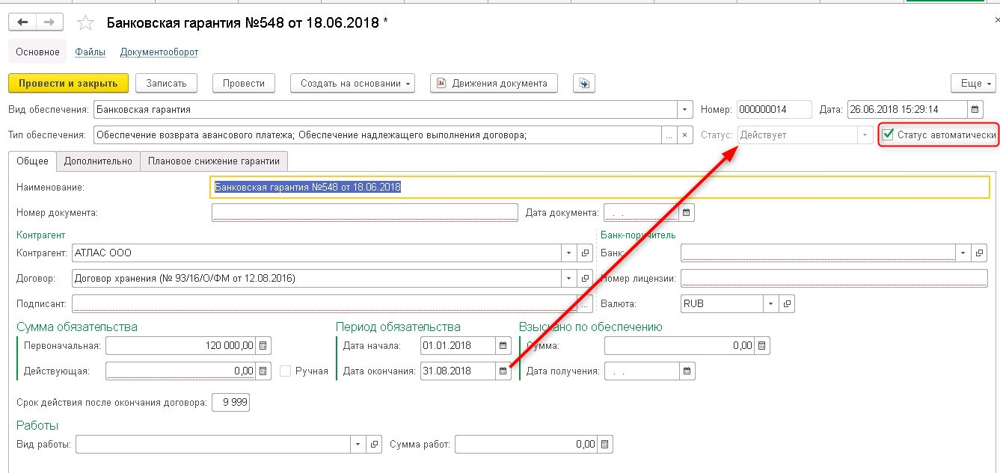 Банковская гарантия №548 от 18.06.2018 *
Основное Файлы Документооборот
Провести и закрыть Записать Провести Создать на основании Движения документа Еще
Вид обеспечения: Банковская гарантия Номер: 000000014 Дата: 26.06.2018 15:29:14
Тип обеспечения: Обеспечение возврата авансового платежа; Обеспечение надлежащего выполнения договора; ... × Статус: Действует Статус автоматически
Общее Дополнительно Плановое снижение гарантии
Наименование: Банковская гарантия №548 от 18.06.2018
Номер документа: Дата документа: . .
Контрагент Банк-поручитель
Контрагент: АТЛАС ООО Банк:
Договор: Договор хранения (№ 93/16/О/ФМ от 12.08.2016) Номер лицензии:
Подписант: ... Валюта: RUB
Сумма обязательства Период обязательства Взыскано по обеспечению
Первоначальная: 120 000,00 Дата начала: 01.01.2018 Сумма: 0,00
Действующая: 0,00 Ручная Дата окончания: 31.08.2018 Дата получения: . .
Срок действия после окончания договора: 9 999
Работы
Вид работы: Сумма работ: 0,00